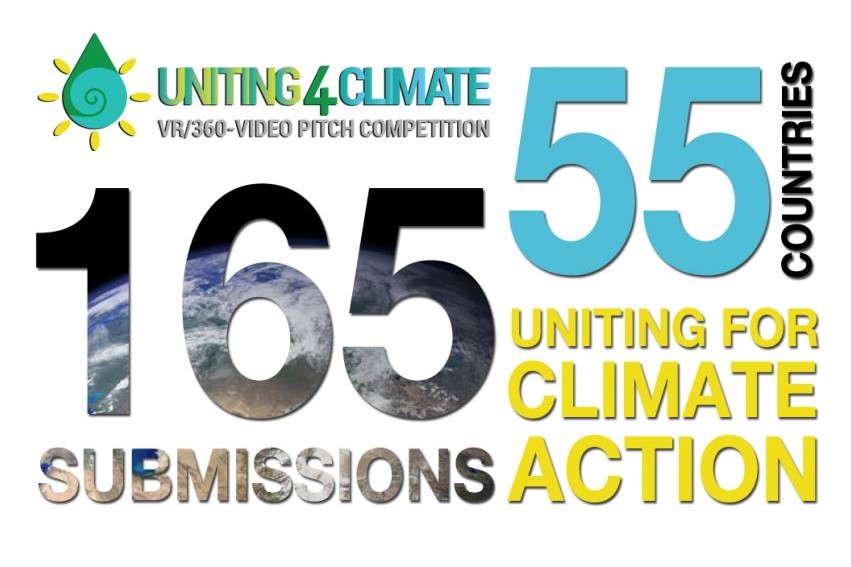 UNITING4CLIMATE
VR/360-VIDEO PITCH COMPETITION
165
SUBMISSIONS
55
COUNTRIES
UNITING FOR
CLIMATE
ACTION